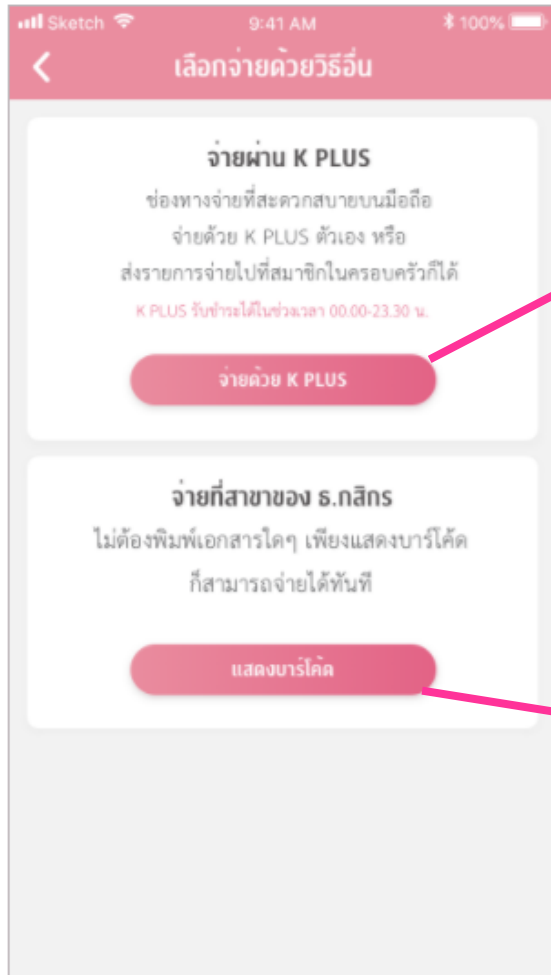 Sketch 9:41 AM 100%
เลือกจ่ายด้วยวิธีอื่น
จ่ายผ่าน K PLUS
ช่องทางจ่ายที่สะดวกสบายบนมือถือ
จ่ายด้วย K PLUS ตัวเอง หรือ
ส่งรายการจ่ายไปที่สมาชิกในครอบครัวก็ได้
K PLUS รับชำระได้ในช่วงเวลา 00.00-23.30 น.
จ่ายด้วย K PLUS
จ่ายที่สาขาของ ธ.กสิกร
ไม่ต้องพิมพ์เอกสารใดๆ เพียงแสดงบาร์โค้ด
ก็สามารถจ่ายได้ทันที
แสดงบาร์โค้ด